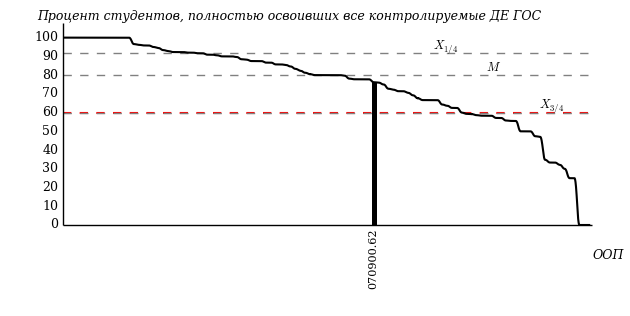 Процент студентов, полностью освоивших все контролируемые ДЕ ГОС
100
X1/4
90
M
80
70
X3/4
60
50
40
30
20
10
0
070900.62
ООП